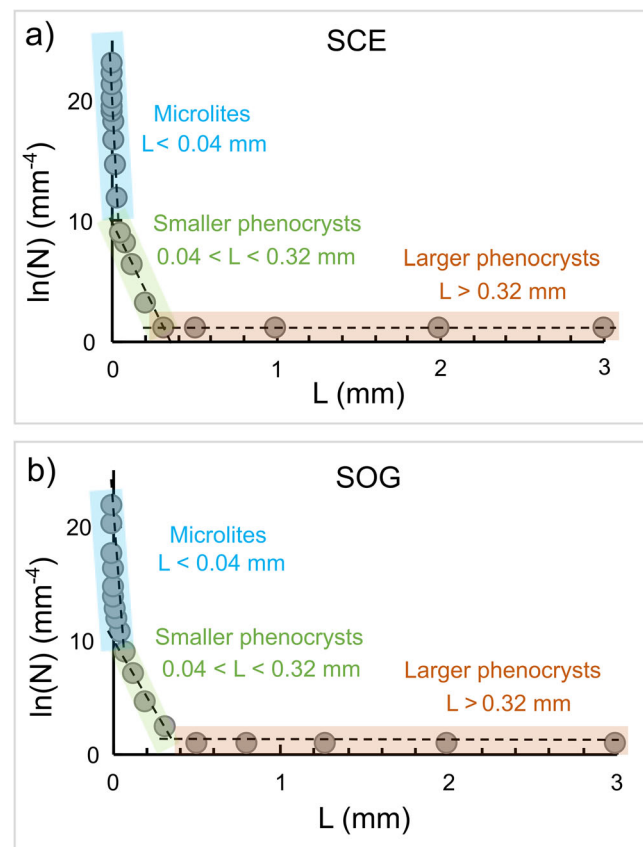 a)
SCE
ln(N) (mm-4)
20
10
0
Microlites
L < 0.04 mm
Smaller phenocrysts
0.04 < L < 0.32 mm
Larger phenocrysts
L > 0.32 mm
0 1 2 3
L (mm)
b)
SOG
ln(N) (mm-4)
20
10
0
Microlites
L < 0.04 mm
Smaller phenocrysts
0.04 < L < 0.32 mm
Larger phenocrysts
L > 0.32 mm
0 1 2 3
L (mm)